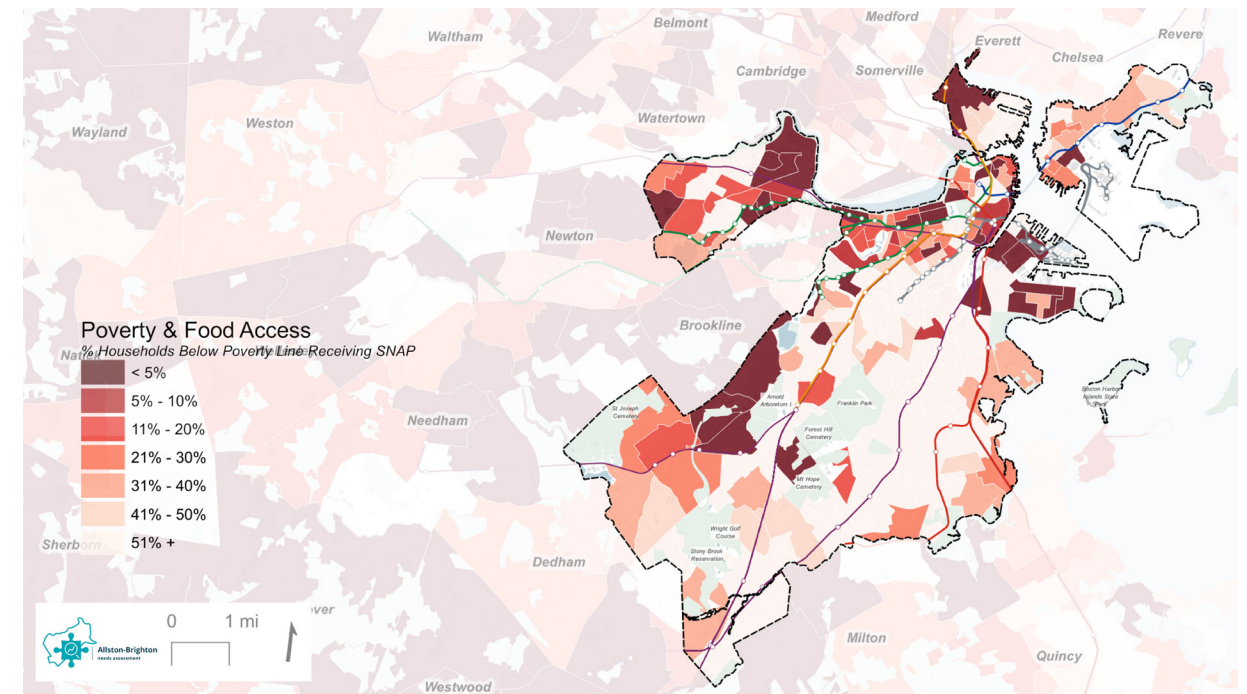 Medford
Belmont
Revere
Waltham
Everett
Chelsea
Cambridge
Somerville
Watertown
Weston
Wayland
Newton
Brookline
Poverty & Food Access
% Households Below Poverty Line Receiving SNAP
< 5%
5% - 10%
11% - 20%
21% - 30%
31% - 40%
41% - 50%
51% +
Needham
St Joseph
Cemetery
Arnold
Arboretum
Franklin Park
Boston Harbor
Islands State
Forest Hill
Cemetery
Mt Hope
Cemetery
Wright Golf
Course
Stony Brook
Reservation
Sherborn
Dedham
0 1 mi
over
Allston-Brighton
needs assessment
Milton
Quincy
Westwood